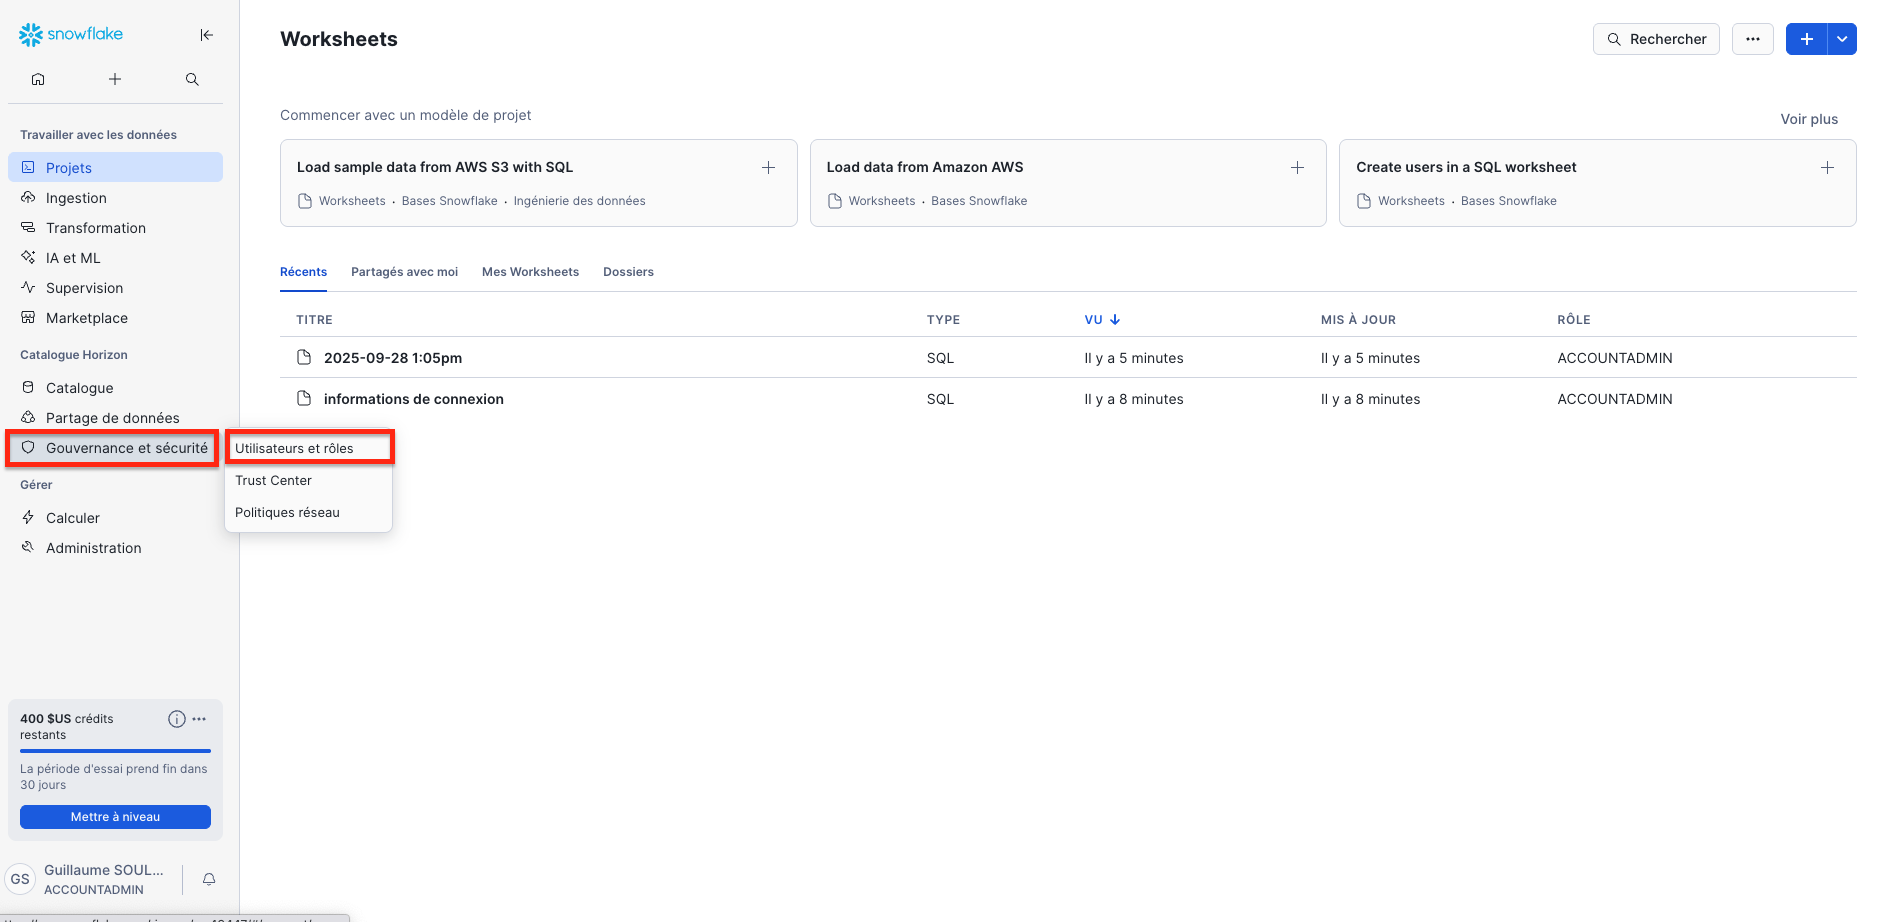 snowflake
Travailler avec les données
Projets
Ingestion
Transformation
IA et ML
Supervision
Marketplace
Catalogue Horizon
Catalogue
Partage de données
Gouvernance et sécurité
Gérer
Calculer
Administration
Utilisateurs et rôles
Trust Center
Politiques réseau
400 $US crédits
restants
La période d'essai prend fin dans
30 jours
Mettre à niveau
GS
Guillaume SOUL...
ACCOUNTADMIN
Worksheets
Rechercher
Commencer avec un modèle de projet
Voir plus
Load sample data from AWS S3 with SQL
Worksheets • Bases Snowflake • Ingénierie des données
Load data from Amazon AWS
Worksheets • Bases Snowflake
Create users in a SQL worksheet
Worksheets • Bases Snowflake
Récents Partagés avec moi Mes Worksheets Dossiers
TITRE TYPE VU MIS À JOUR RÔLE
2025-09-28 1:05pm SQL Il y a 5 minutes Il y a 5 minutes ACCOUNTADMIN
informations de connexion SQL Il y a 8 minutes Il y a 8 minutes ACCOUNTADMIN